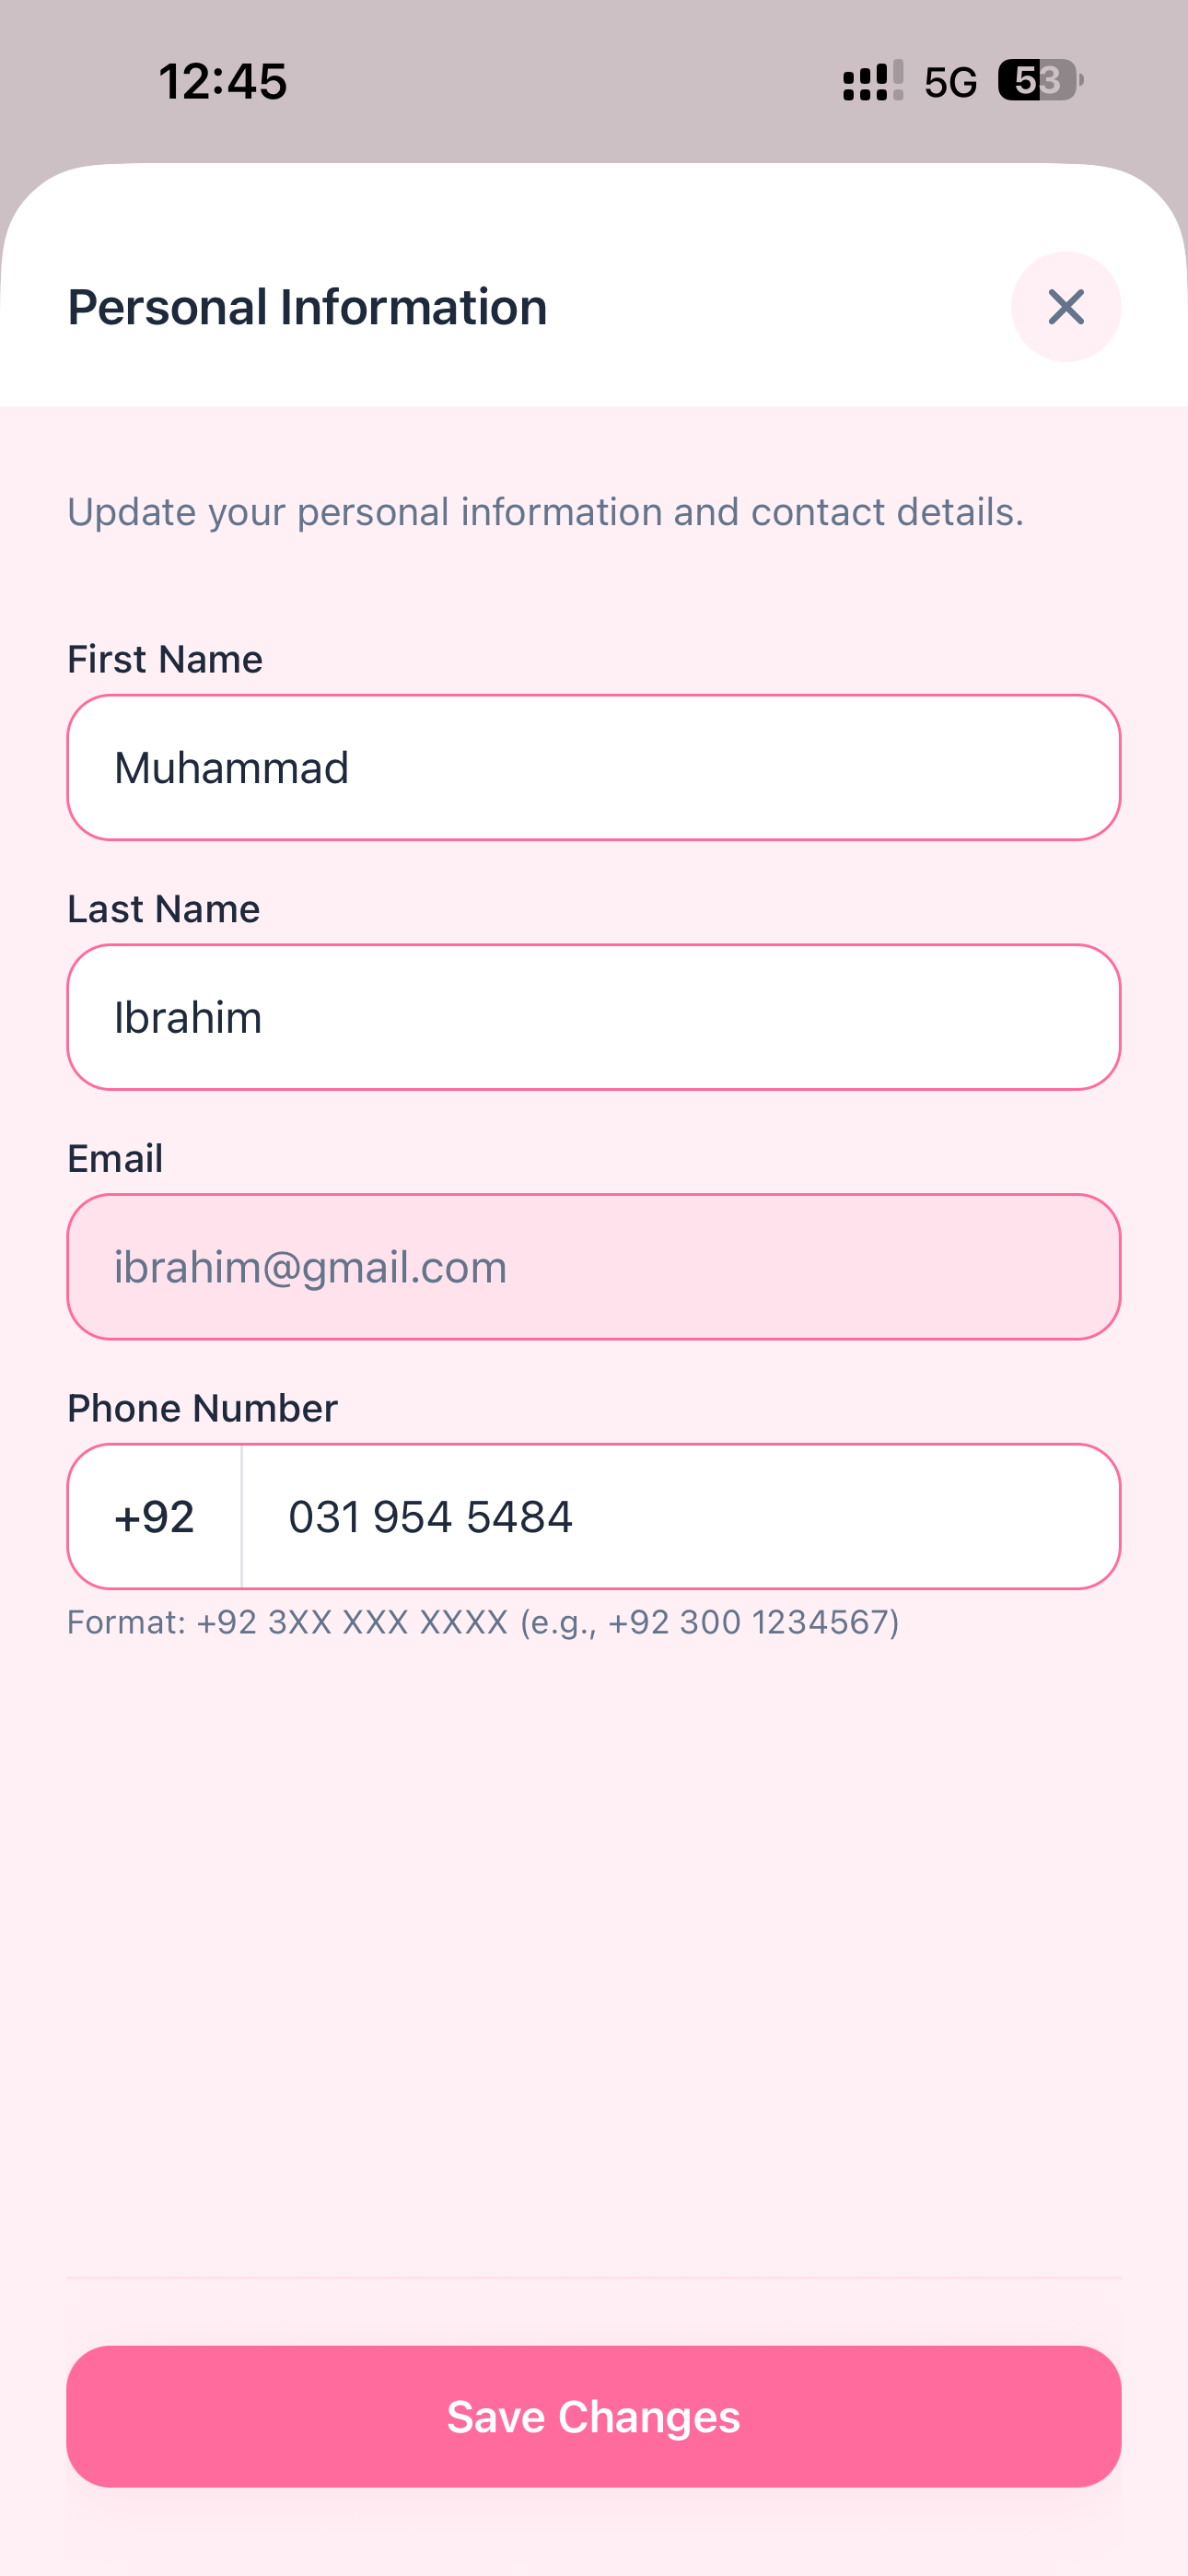 12:45
5G 53
Personal Information
Update your personal information and contact details.
First Name
Muhammad
Last Name
Ibrahim
Email
ibrahim@gmail.com
Phone Number
+92 031 954 5484
Format: +92 3XX XXX XXXX (e.g., +92 300 1234567)
Save Changes